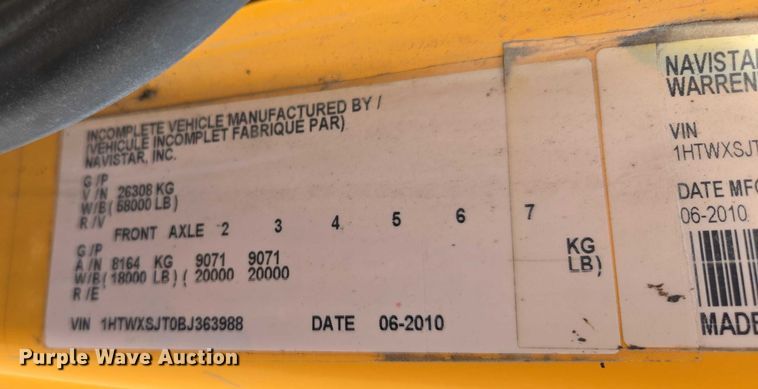 INCOMPLETE VEHICLE MANUFACTURED BY /
/VEHICULE INCOMPLET FABRIQUE PAR)
NAVISTAR, INC.
G /P
V /N 26308 KG
W/B( 58000 LB)
R /V
FRONT AXLE 2 3 4 5 6 7
G /P
A /N 8164 KG 9071 9071 KG
W/B( 18000 LB) ( 20000 20000 LB)
R /E
VIN 1HTWXSJT0BJ363988 DATE 06-2010
NAVISTA
WARREN
VIN
1HTWXSJT
DATE MFG
06-2010
MADE
Purple Wave Auction